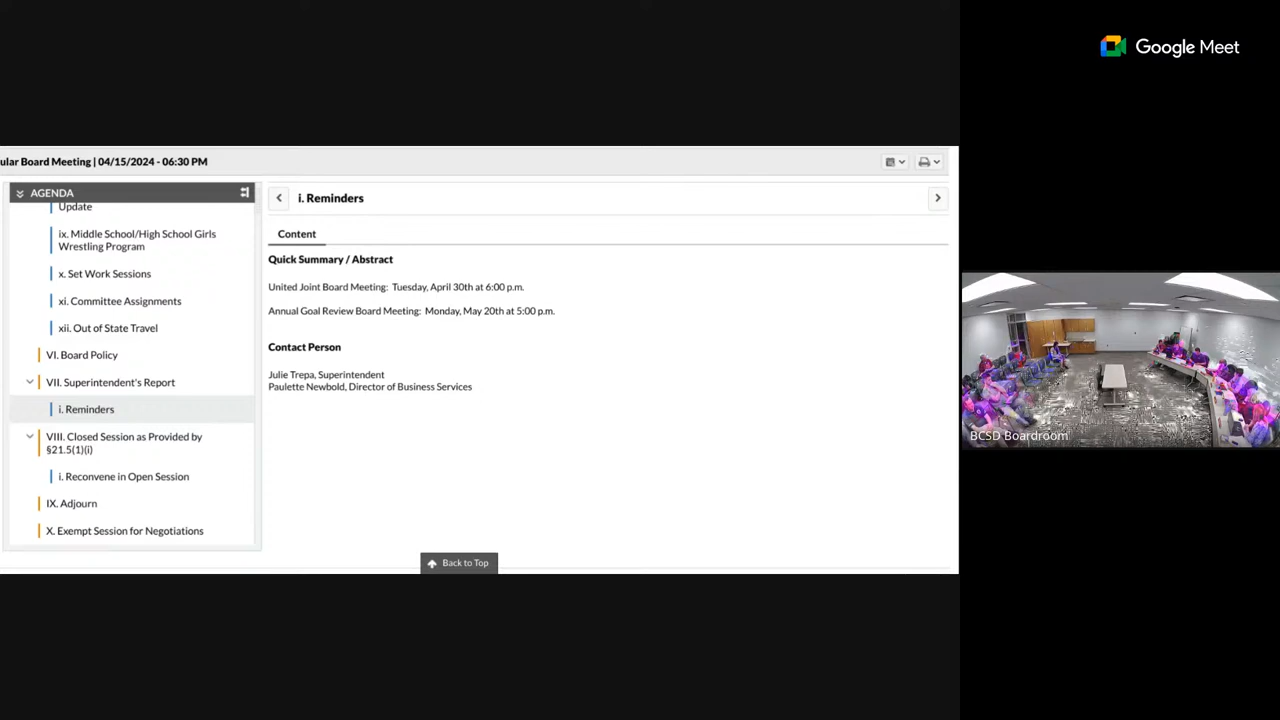 Google Meet
ular Board Meeting | 04/15/2024 - 06:30 PM
AGENDA
Update
ix. Middle School/High School Girls
Wrestling Program
x. Set Work Sessions
xi. Committee Assignments
xii. Out of State Travel
VI. Board Policy
VII. Superintendent's Report
i. Reminders
VIII. Closed Session as Provided by
§21.5(1)(i)
i. Reconvene in Open Session
IX. Adjourn
X. Exempt Session for Negotiations
i. Reminders
Content
Quick Summary / Abstract
United Joint Board Meeting: Tuesday, April 30th at 6:00 p.m.
Annual Goal Review Board Meeting: Monday, May 20th at 5:00 p.m.
Contact Person
Julie Trepa, Superintendent
Paulette Newbold, Director of Business Services
Back to Top
BCSD Boardroom